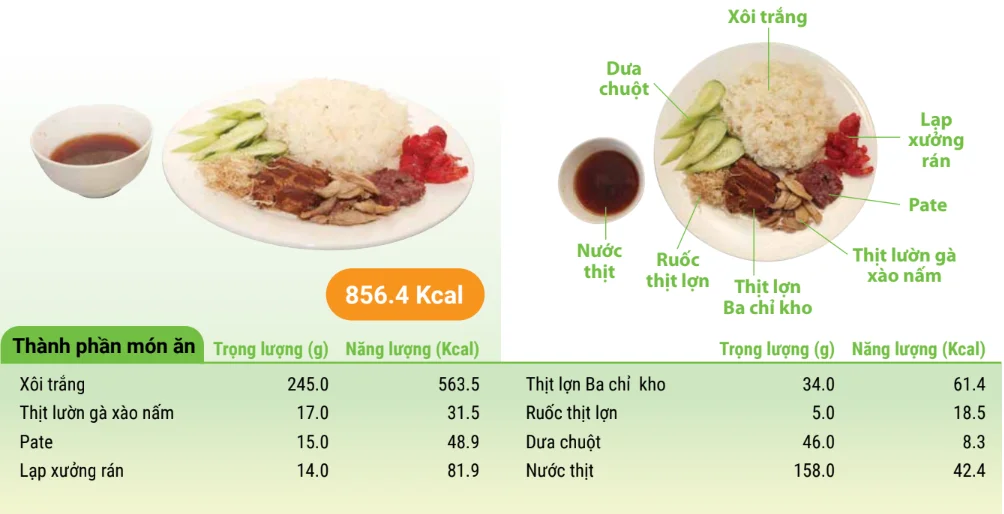 Xôi trắng
Dưa
chuột
Lạp
xưởng
rán
Pate
Nước
thịt
Ruốc
thịt lợn
Thịt lợn
Ba chỉ kho
Thịt lườn gà
xào nấm
856.4 Kcal
Thành phần món ăn Trọng lượng (g) Năng lượng (Kcal) Trọng lượng (g) Năng lượng (Kcal)
Xôi trắng 245.0 563.5 Thịt lợn Ba chỉ kho 34.0 61.4
Thịt lườn gà xào nấm 17.0 31.5 Ruốc thịt lợn 5.0 18.5
Pate 15.0 48.9 Dưa chuột 46.0 8.3
Lạp xưởng rán 14.0 81.9 Nước thịt 158.0 42.4